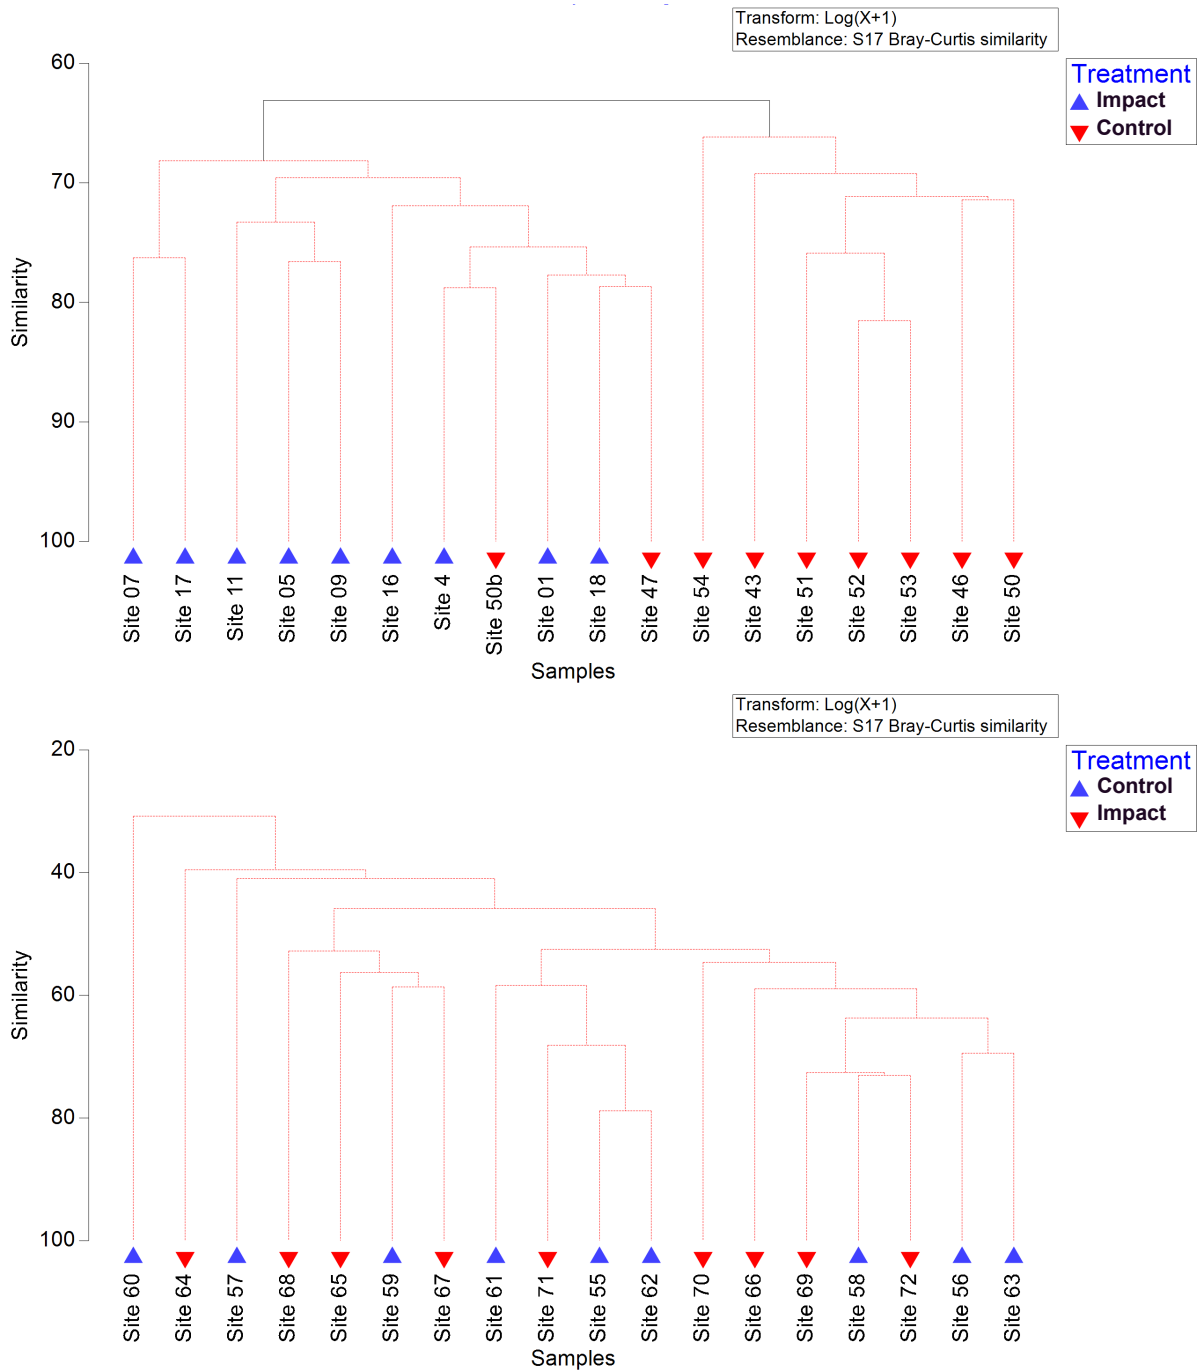 Transform: Log(X+1)
Resemblance: S17 Bray-Curtis similarity
Treatment
Impact
Control
60
70
80
90
100
Similarity
Site 07
Site 17
Site 11
Site 05
Site 09
Site 16
Site 4
Site 50b
Site 01
Site 18
Site 47
Site 54
Site 43
Site 51
Site 52
Site 53
Site 46
Site 50
Samples
Transform: Log(X+1)
Resemblance: S17 Bray-Curtis similarity
Treatment
Control
Impact
20
40
60
80
100
Similarity
Site 60
Site 64
Site 57
Site 68
Site 65
Site 59
Site 67
Site 61
Site 71
Site 55
Site 62
Site 70
Site 66
Site 69
Site 58
Site 72
Site 56
Site 63
Samples